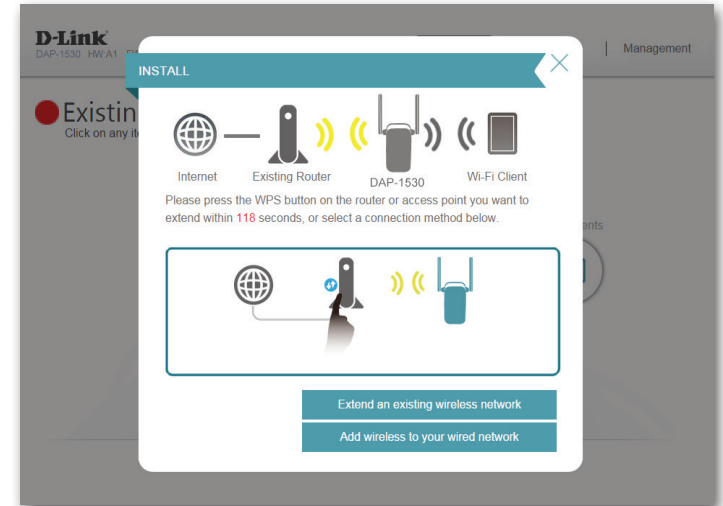 D-Link
DAP-1530 HW:A1
Management
INSTALL
Existin
Click on any
Internet
Existing Router
DAP-1530
Wi-Fi Client
Please press the WPS button on the router or access point you want to
extend within 118 seconds, or select a connection method below.
ents
Extend an existing wireless network
Add wireless to your wired network